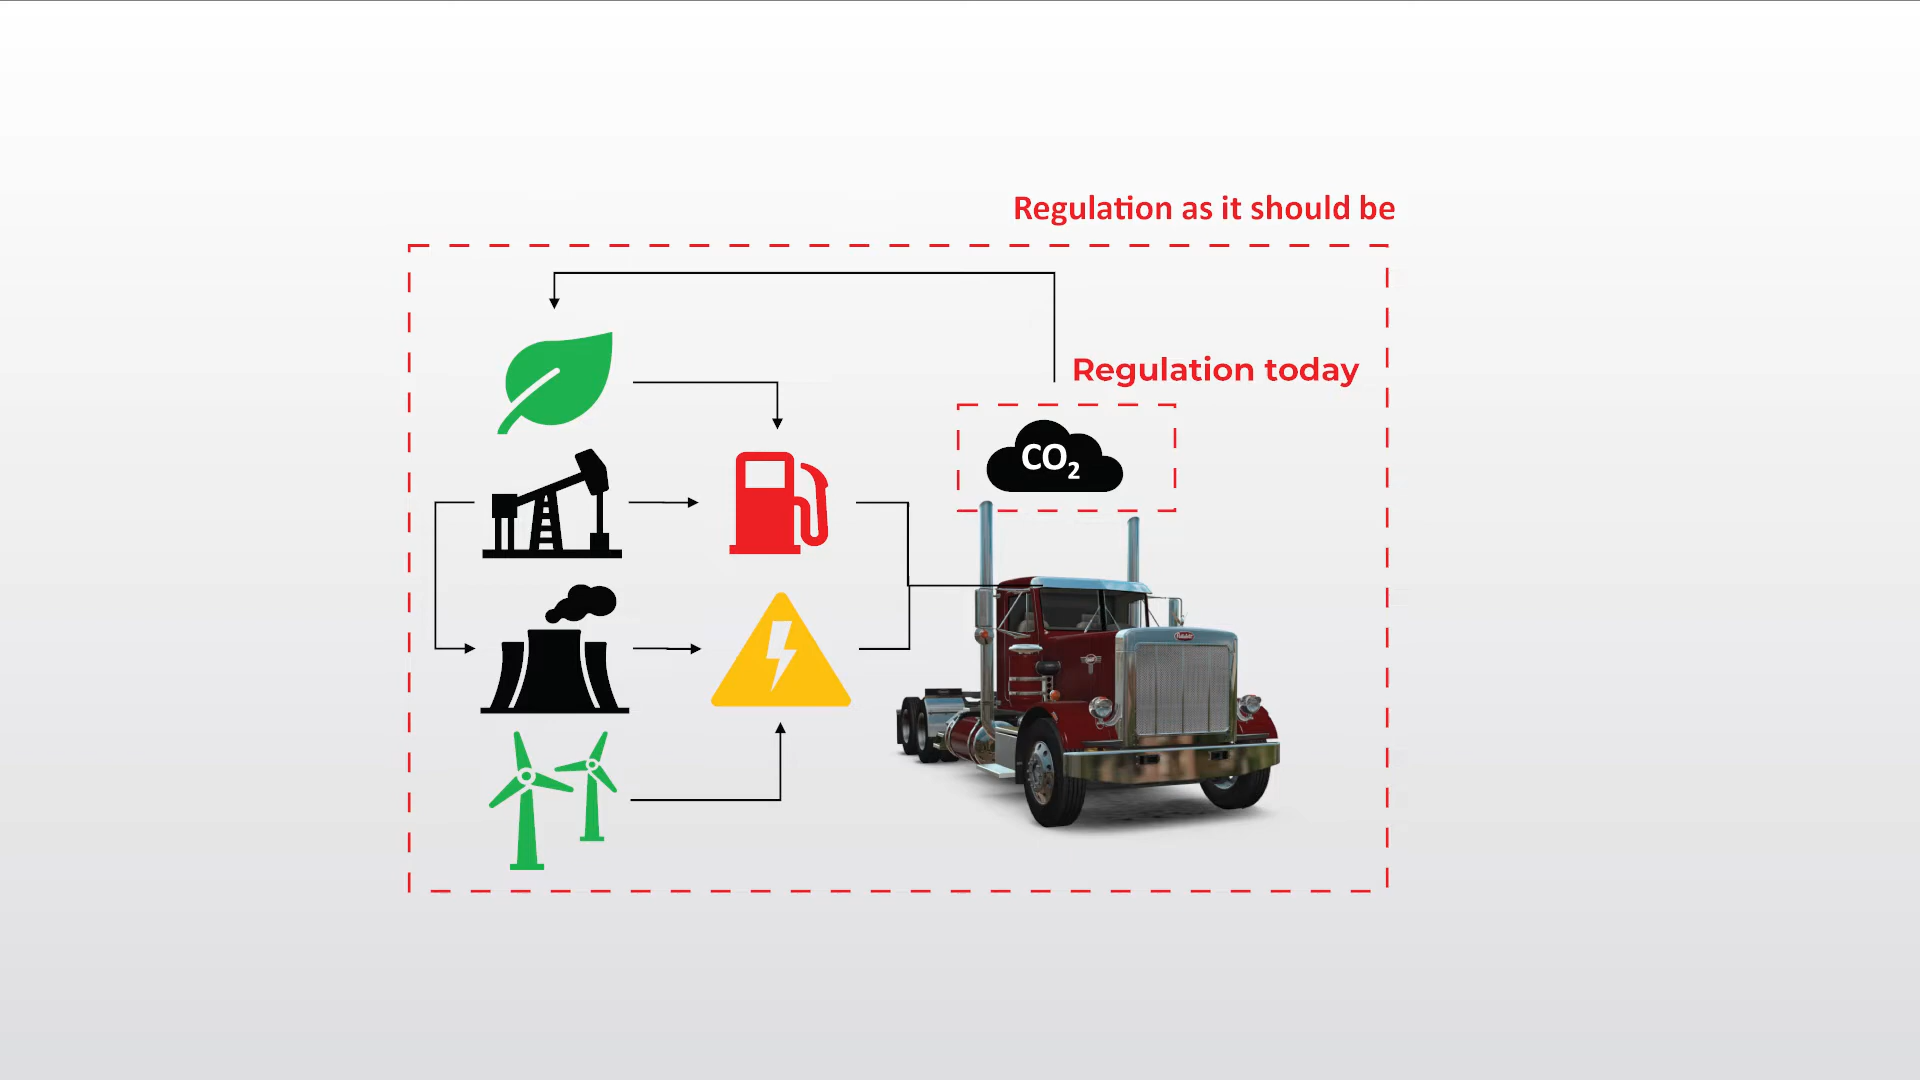 Regulation as it should be
Regulation today
CO₂